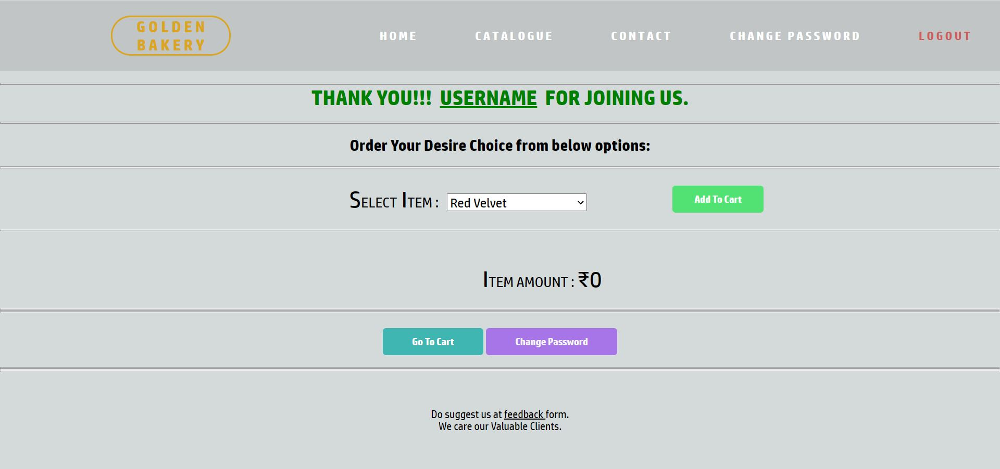 GOLDEN
BAKERY
HOME CATALOGUE CONTACT CHANGE PASSWORD LOGOUT
THANK YOU!!! USERNAME FOR JOINING US.
Order Your Desire Choice from below options:
Select Item : Red Velvet Add To Cart
Item amount : ₹0
Go To Cart Change Password
Do suggest us at feedback form.
We care our Valuable Clients.